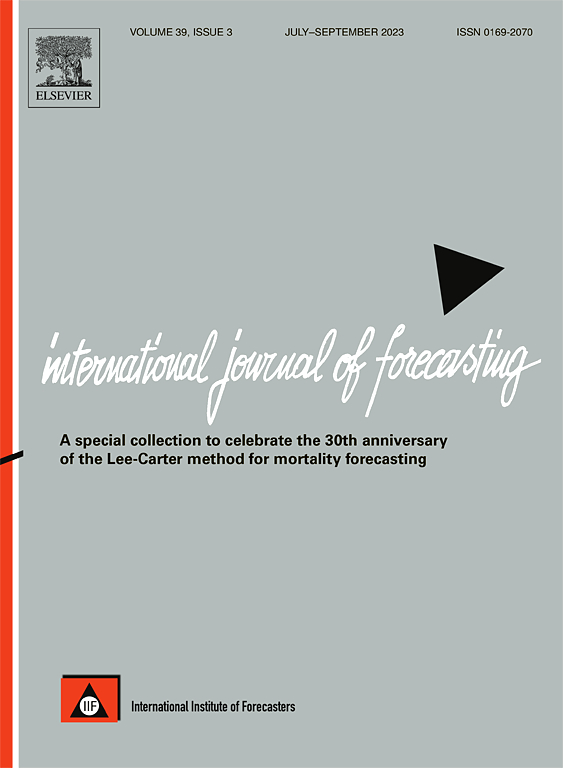 VOLUME 39, ISSUE 3 JULY–SEPTEMBER 2023 ISSN 0169-2070
ELSEVIER
international journal of forecasting
A special collection to celebrate the 30th anniversary
of the Lee-Carter method for mortality forecasting
IIF
International Institute of Forecasters